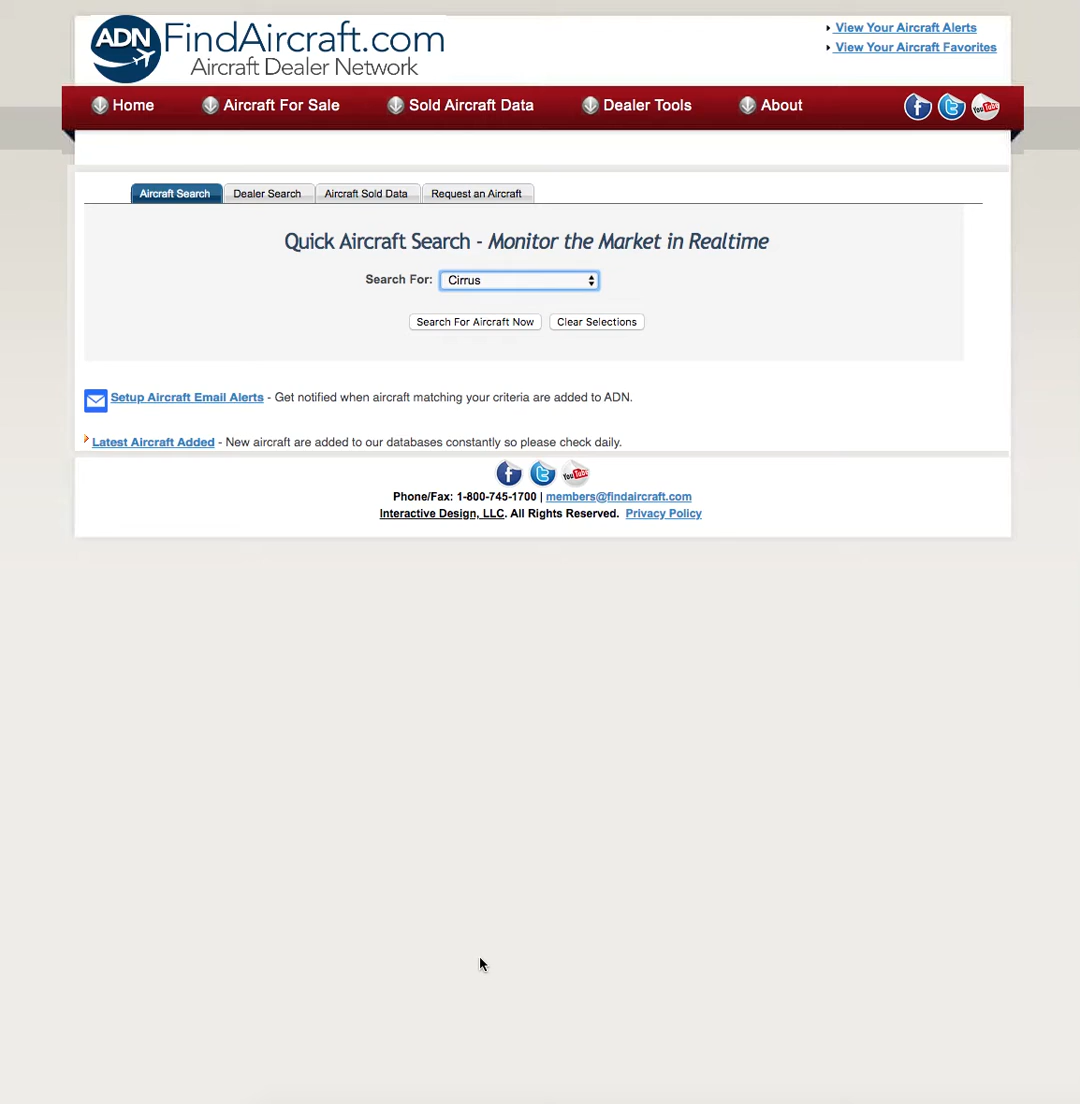 ADN FindAircraft.com
Aircraft Dealer Network
View Your Aircraft Alerts
View Your Aircraft Favorites
Home Aircraft For Sale Sold Aircraft Data Dealer Tools About You Tube
Aircraft Search Dealer Search Aircraft Sold Data Request an Aircraft
Quick Aircraft Search - Monitor the Market in Realtime
Search For: Cirrus
Search For Aircraft Now Clear Selections
Setup Aircraft Email Alerts - Get notified when aircraft matching your criteria are added to ADN.
Latest Aircraft Added - New aircraft are added to our databases constantly so please check daily.
You Tube
Phone/Fax: 1-800-745-1700 | members@findaircraft.com
Interactive Design, LLC. All Rights Reserved. Privacy Policy